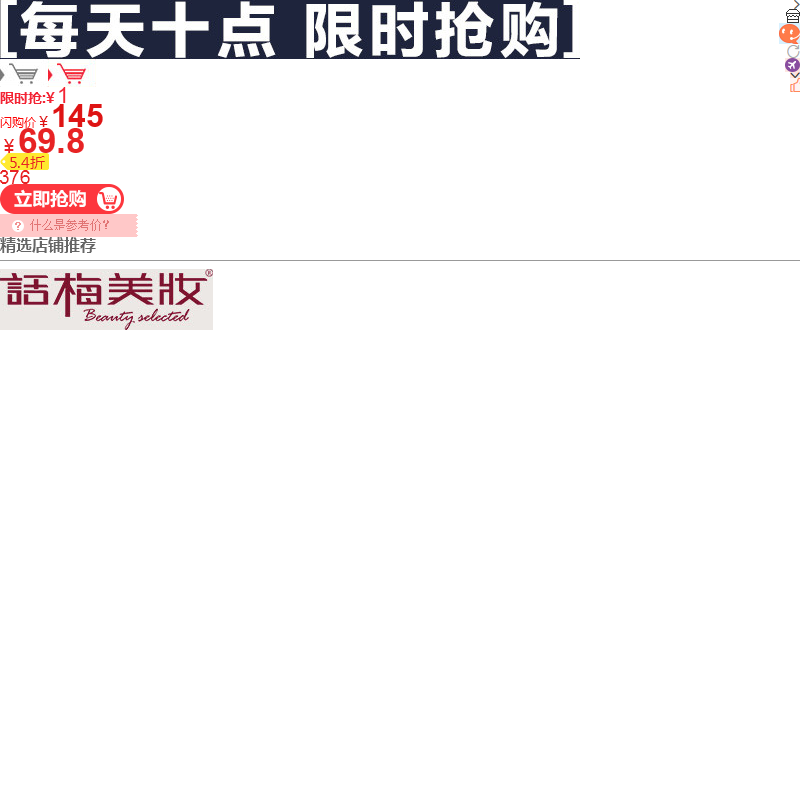 [每天十点 限时抢购]
限时抢:¥ 1
闪购价 ¥ 145
¥ 69.8
5.4折
376
立即抢购
? 什么是参考价?
精选店铺推荐
話梅美妝®
Beauty selected